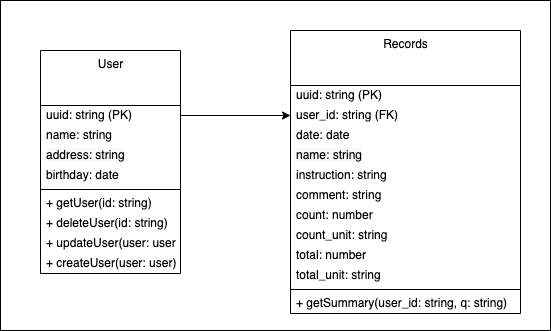 User
uuid: string (PK)
name: string
address: string
birthday: date
+ getUser(id: string)
+ deleteUser(id: string)
+ updateUser(user: user
+ createUser(user: user)
Records
uuid: string (PK)
user_id: string (FK)
date: date
name: string
instruction: string
comment: string
count: number
count_unit: string
total: number
total_unit: string
+ getSummary(user_id: string, q: string)